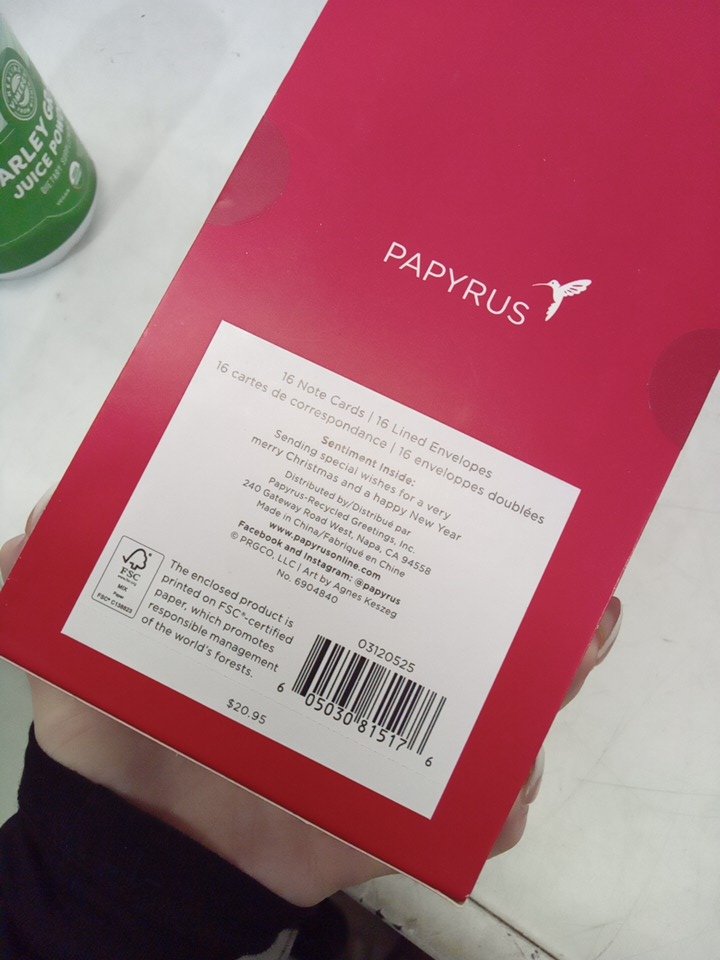 ARLEY G
JUICE PO
PAPYRUS
16 Note Cards | 16 Lined Envelopes
16 cartes de correspondance | 16 enveloppes doublées
Sentiment Inside:
Sending special wishes for a very
merry Christmas and a happy New Year
Distributed by/Distribué par
Papyrus-Recycled Greetings, Inc.
240 Gateway Road West, Napa, CA 94558
Made in China/Fabriqué en Chine
www.papyrusonline.com
Facebook and Instagram: @papyrus
© PRGCO, LLC | Art by Agnes Keszeg
No. 6904840
FSC
MIX
Paper
FSC® C136823
The enclosed product is
printed on FSC®-certified
paper, which promotes
responsible management
of the world's forests.
$20.95
03120525
6 05030 81517 6